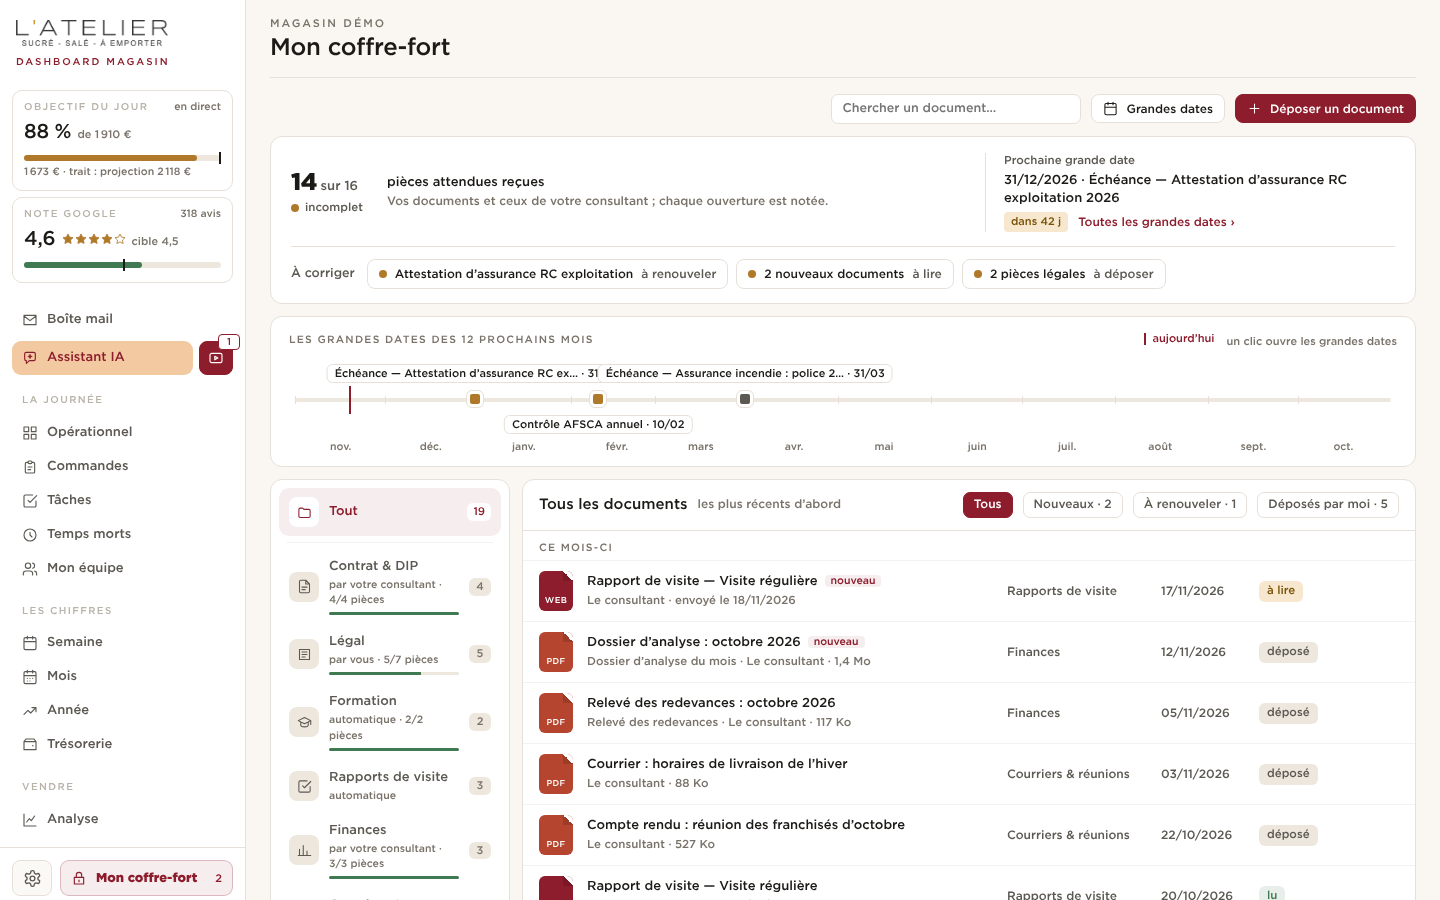 L'ATELIER
SUCRÉ - SALÉ - À EMPORTER
DASHBOARD MAGASIN
OBJECTIF DU JOUR
en direct
88 % de 1 910 €
1 673 € · trait : projection 2 118 €
NOTE GOOGLE
318 avis
4,6
cible 4,5
Boîte mail
Assistant IA
1
LA JOURNÉE
Opérationnel
Commandes
Tâches
Temps morts
Mon équipe
LES CHIFFRES
Semaine
Mois
Année
Trésorerie
VENDRE
Analyse
Mon coffre-fort 2
MAGASIN DÉMO
Mon coffre-fort
Chercher un document…
Grandes dates
Déposer un document
14 sur 16
incomplet
pièces attendues reçues
Vos documents et ceux de votre consultant ; chaque ouverture est notée.
Prochaine grande date
31/12/2026 · Échéance — Attestation d’assurance RC
exploitation 2026
dans 42 j
Toutes les grandes dates ›
À corriger
Attestation d’assurance RC exploitation à renouveler
2 nouveaux documents à lire
2 pièces légales à déposer
LES GRANDES DATES DES 12 PROCHAINS MOIS
aujourd’hui
un clic ouvre les grandes dates
Échéance — Attestation d’assurance RC ex… · 31
Échéance — Assurance incendie : police 2… · 31/03
Contrôle AFSCA annuel · 10/02
nov.
déc.
janv.
févr.
mars
avr.
mai
juin
juil.
août
sept.
oct.
Tout 19
Contrat & DIP
par votre consultant ·
4/4 pièces
4
Légal
par vous · 5/7 pièces
5
Formation
automatique · 2/2
pièces
2
Rapports de visite
automatique
3
Finances
par votre consultant ·
3/3 pièces
3
Tous les documents les plus récents d’abord
Tous
Nouveaux · 2
À renouveler · 1
Déposés par moi · 5
CE MOIS-CI
WEB
Rapport de visite — Visite régulière nouveau
Le consultant · envoyé le 18/11/2026
Rapports de visite
17/11/2026
à lire
PDF
Dossier d’analyse : octobre 2026 nouveau
Dossier d’analyse du mois · Le consultant · 1,4 Mo
Finances
12/11/2026
déposé
PDF
Relevé des redevances : octobre 2026
Relevé des redevances · Le consultant · 117 Ko
Finances
05/11/2026
déposé
PDF
Courrier : horaires de livraison de l’hiver
Le consultant · 88 Ko
Courriers & réunions
03/11/2026
déposé
PDF
Compte rendu : réunion des franchisés d’octobre
Le consultant · 527 Ko
Courriers & réunions
22/10/2026
déposé
Rapport de visite — Visite régulière
Rapports de visite
20/10/2026
lu